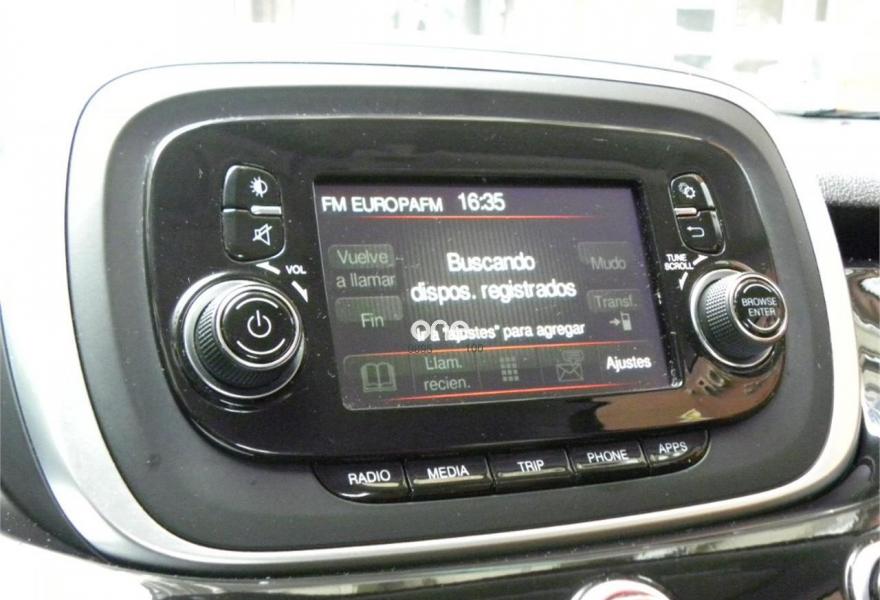 FM EUROPAFM 16:35
Vuelve
a llamar
Buscando
dispos. registrados
Mudo
Fin
Transf.
"ajustes" para agregar
Llam.
recien.
Ajustes
VOL
TUNE
SCROLL
BROWSE
ENTER
RADIO
MEDIA
TRIP
PHONE
APPS